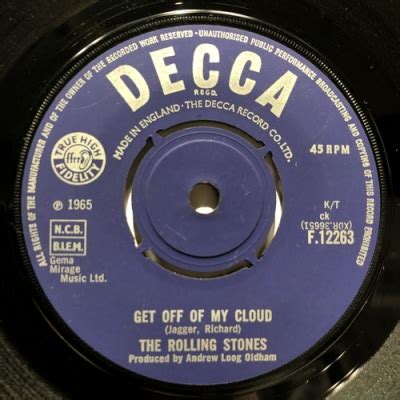 ALL RIGHTS OF THE MANUFACTURER AND OF THE OWNER OF THE RECORDED WORK RESERVED - UNAUTHORISED PUBLIC PERFORMANCE BROADCASTING AND COPYING OF THIS RECORD PROHIBITED
DECCA
REGD.
MADE IN ENGLAND · THE DECCA RECORD CO. LTD.
TRUE HIGH
ffrr
FIDELITY
45 RPM
℗ 1965
K/T
ck
N.C.B.
(XDR.36651)
B.I.E.M.
F.12263
Gema
Mirage
Music Ltd.
GET OFF OF MY CLOUD
(Jagger, Richard)
THE ROLLING STONES
Produced by Andrew Loog Oldham